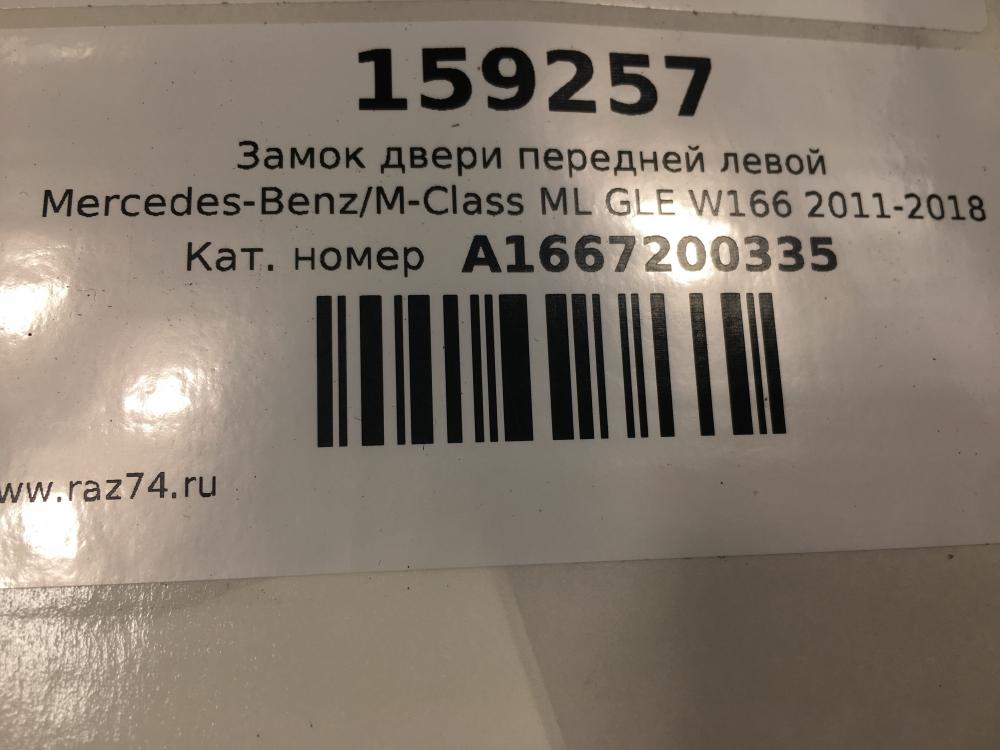 159257
Замок двери передней левой
Mercedes-Benz/M-Class ML GLE W166 2011-2018
Кат. номер A1667200335
ww.raz74.ru